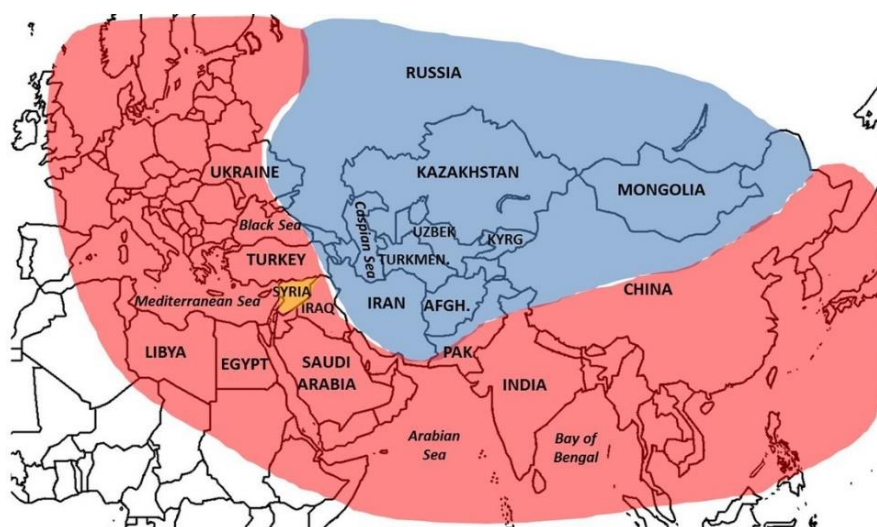 RUSSIA
UKRAINE
KAZAKHSTAN
MONGOLIA
Black Sea
Caspian Sea
UZBEK
KYRG
TURKEY
TURKMEN.
SYRIA
Mediterranean Sea
IRAQ
IRAN
AFGH.
CHINA
LIBYA
EGYPT
SAUDI
ARABIA
PAK.
INDIA
Arabian
Sea
Bay of
Bengal